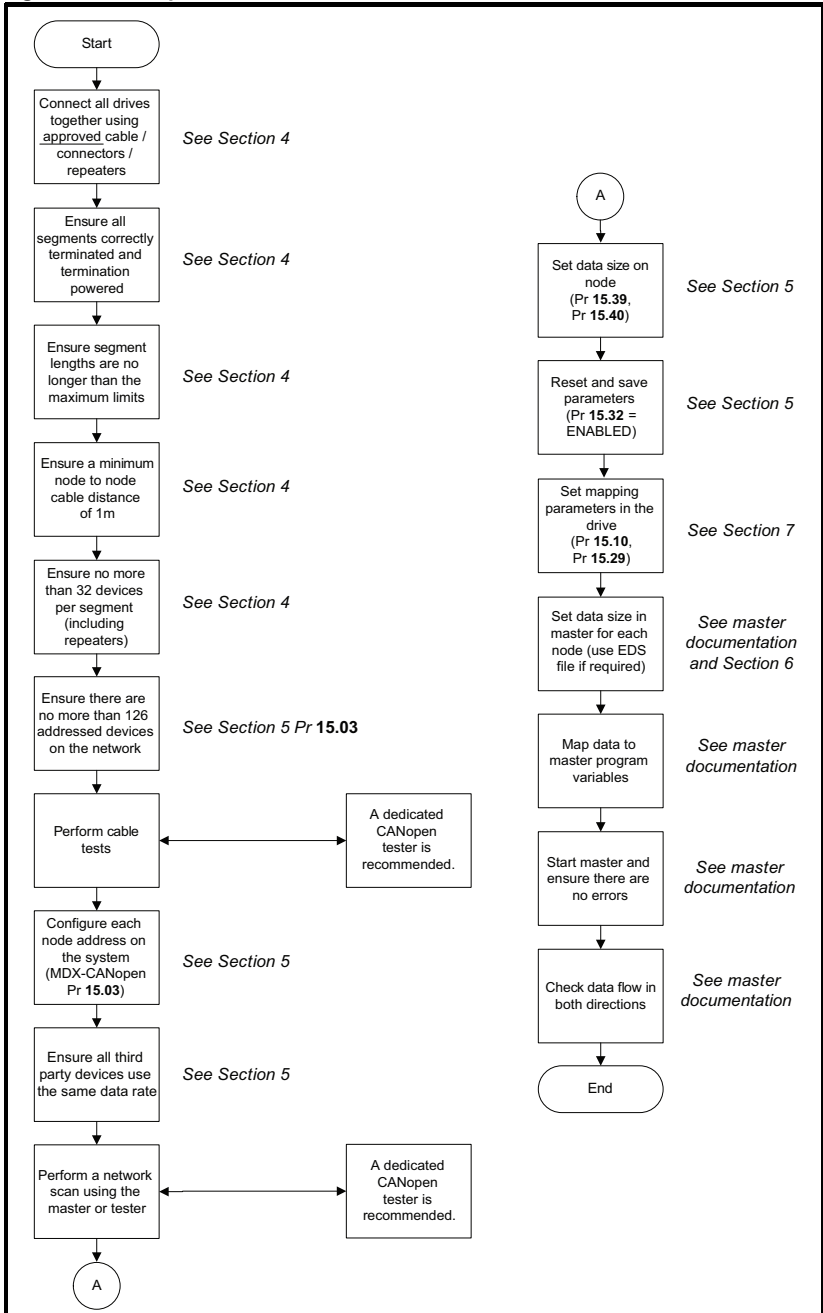 Start
Connect all drives
together using
approved cable /
connectors /
repeaters
See Section 4
Ensure all
segments correctly
terminated and
termination
powered
See Section 4
Ensure segment
lengths are no
longer than the
maximum limits
See Section 4
Ensure a minimum
node to node
cable distance
of 1m
See Section 4
Ensure no more
than 32 devices
per segment
(including
repeaters)
See Section 4
Ensure there are
no more than 126
addressed devices
on the network
See Section 5 Pr 15.03
Perform cable
tests
A dedicated
CANopen
tester is
recommended.
Configure each
node address on
the system
(MDX-CANopen
Pr 15.03)
See Section 5
Ensure all third
party devices use
the same data rate
See Section 5
Perform a network
scan using the
master or tester
A dedicated
CANopen
tester is
recommended.
A
A
Set data size on
node
(Pr 15.39,
Pr 15.40)
See Section 5
Reset and save
parameters
(Pr 15.32 =
ENABLED)
See Section 5
Set mapping
parameters in the
drive
(Pr 15.10,
Pr 15.29)
See Section 7
Set data size in
master for each
node (use EDS
file if required)
See master
documentation
and Section 6
Map data to
master program
variables
See master
documentation
Start master and
ensure there are
no errors
See master
documentation
Check data flow in
both directions
See master
documentation
End